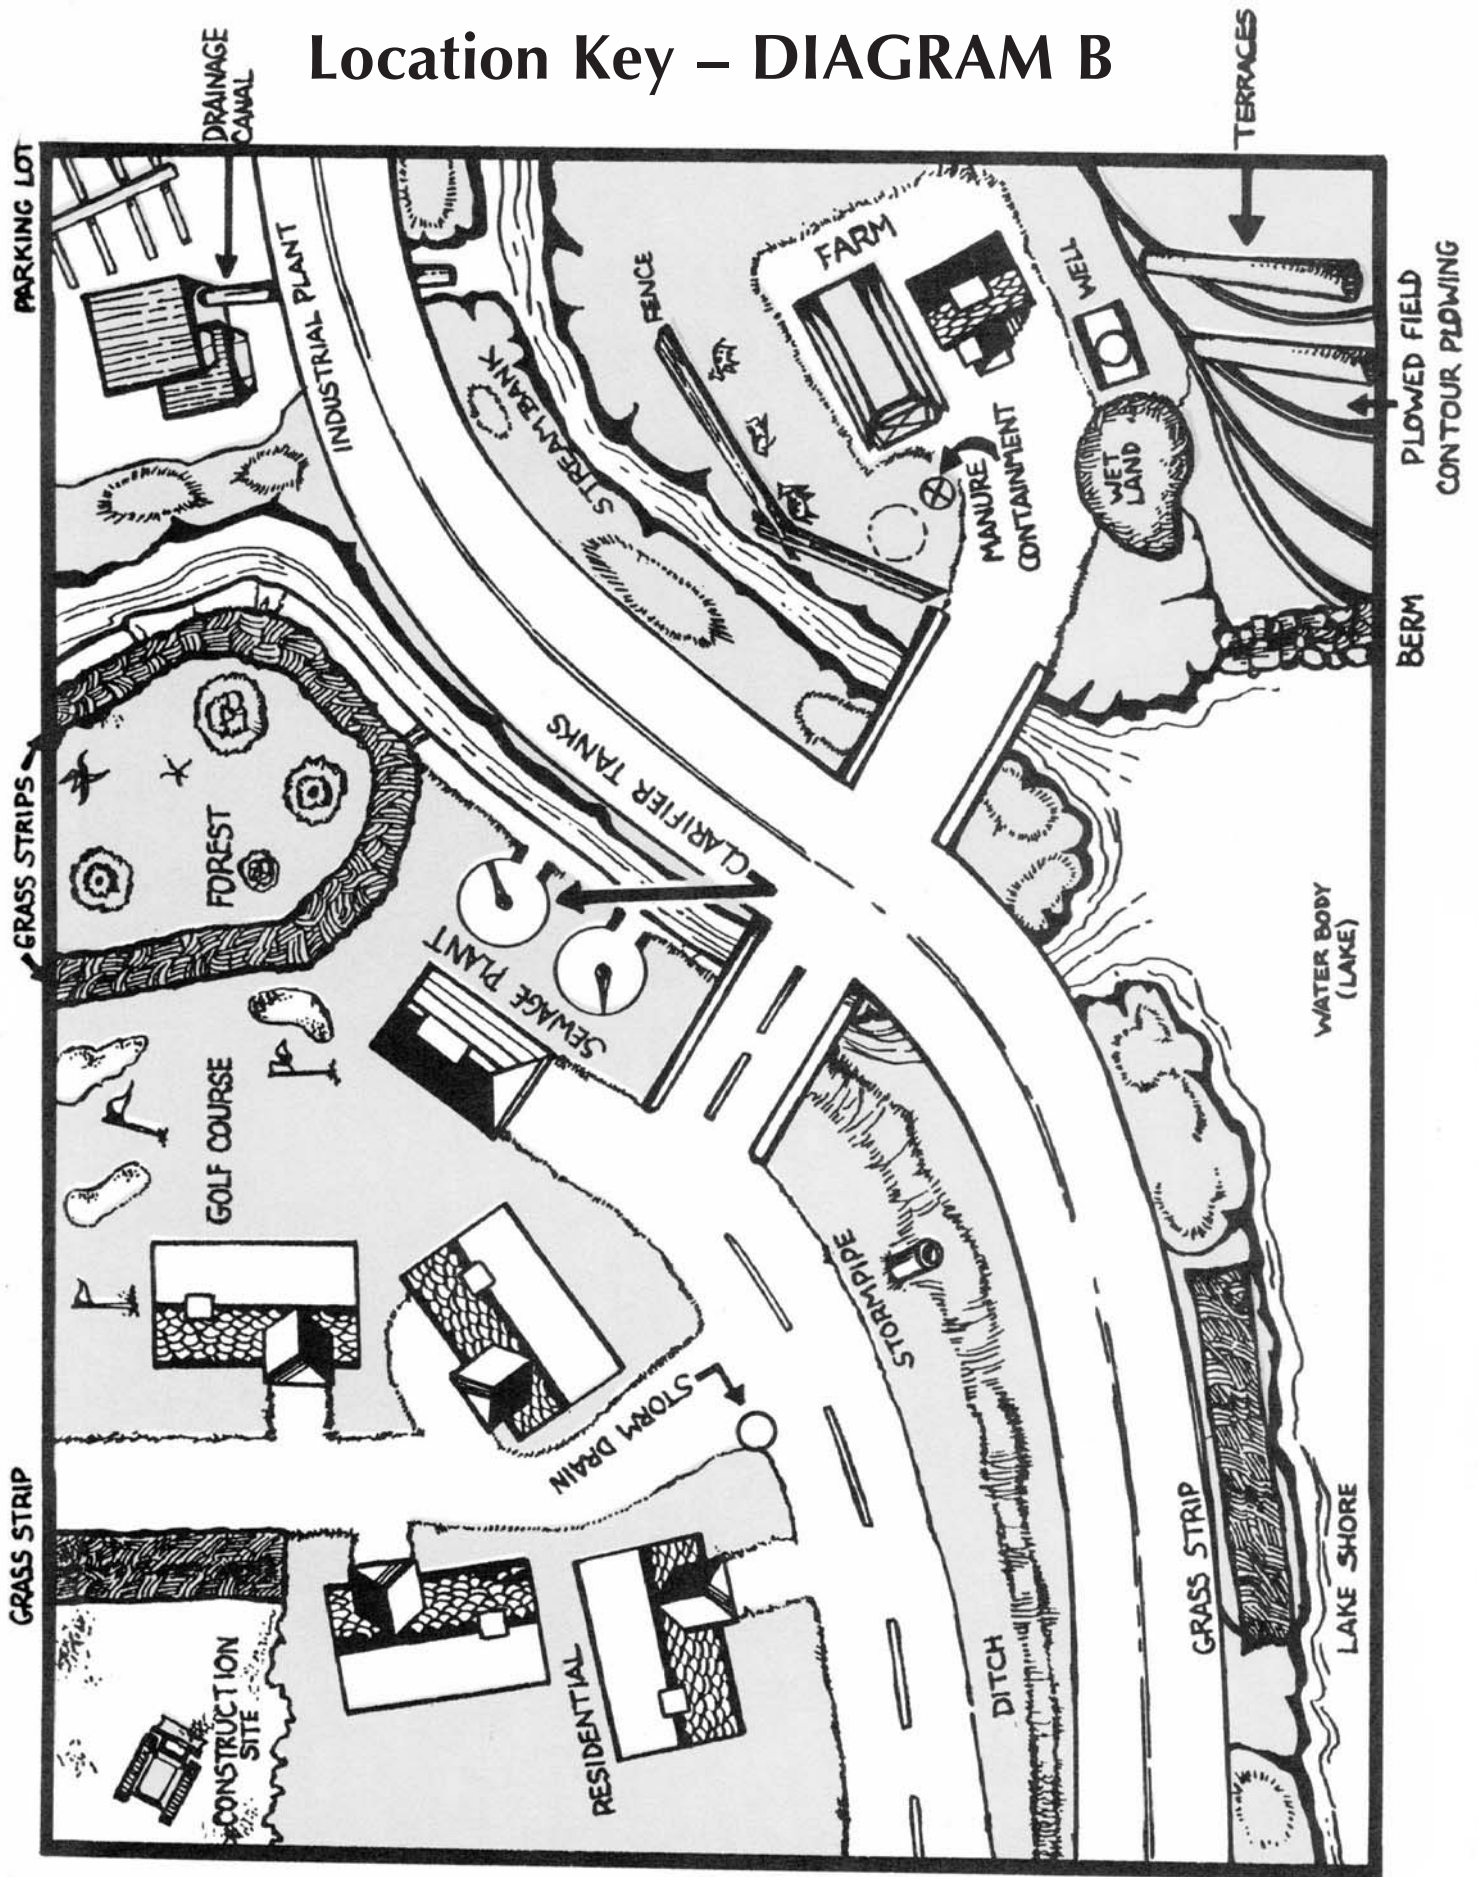 Location Key – DIAGRAM B
DRAINAGE
CANAL
TERRACES
PARKING LOT
INDUSTRIAL PLANT
FARM
FENCE
WELL
STREAM BANK
PLOWED FIELD
CONTOUR PLOWING
MANURE
CONTAINMENT
WET
LAND
BERM
CLARIFIER TANKS
GRASS STRIPS
FOREST
SEWAGE PLANT
WATER BODY
(LAKE)
GOLF COURSE
STORMPIPE
STORM DRAIN
GRASS STRIP
GRASS STRIP
LAKE SHORE
CONSTRUCTION
SITE
RESIDENTIAL
DITCH